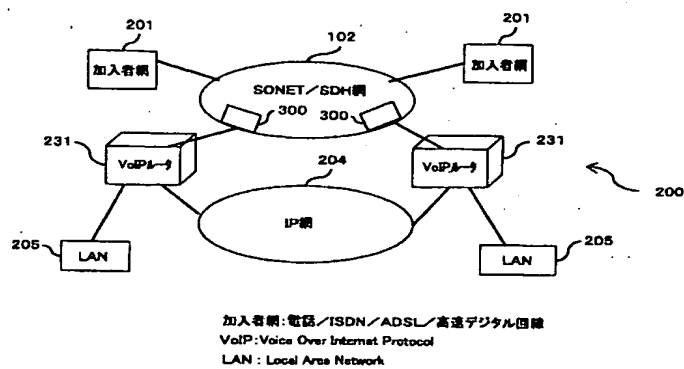 201
102
201
加入者網
加入者網
SONET/SDH網
300
300
231
231
VoIPルータ
204
VoIPルータ
200
IP網
205
LAN
LAN
205
加入者網:電話/ISDN/ADSL/高速デジタル回線
VoIP:Voice Over Internet Protocol
LAN : Local Area Network